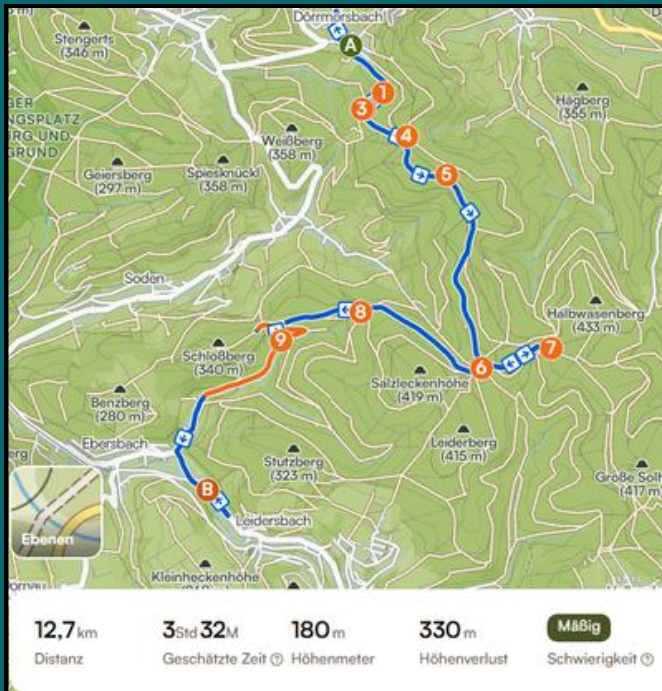 Dörrmorsbach
A
Stengerts
(346 m)
1
3
Hagberg
(355 m)
ER
NGSPLATZ
URG UND
GRUND
4
Weißberg
(358 m)
Geiersberg
(297 m)
Spiesknückl
(358 m)
5
Soden
Halbwasenberg
(433 m)
8
9
Schloßberg
(340 m)
6
7
Salzleckenhöhe
(419 m)
Benzberg
(280 m)
Ebersbach
Leiderberg
(415 m)
Stutzberg
(323 m)
Große Solh
(417 m
B
Ebenen
Leidersbach
Kleinheckenhöhe
12,7 km
Distanz
3 Std 32 M
Geschätzte Zeit
180 m
Höhenmeter
330 m
Höhenverlust
Mäßig
Schwierigkeit